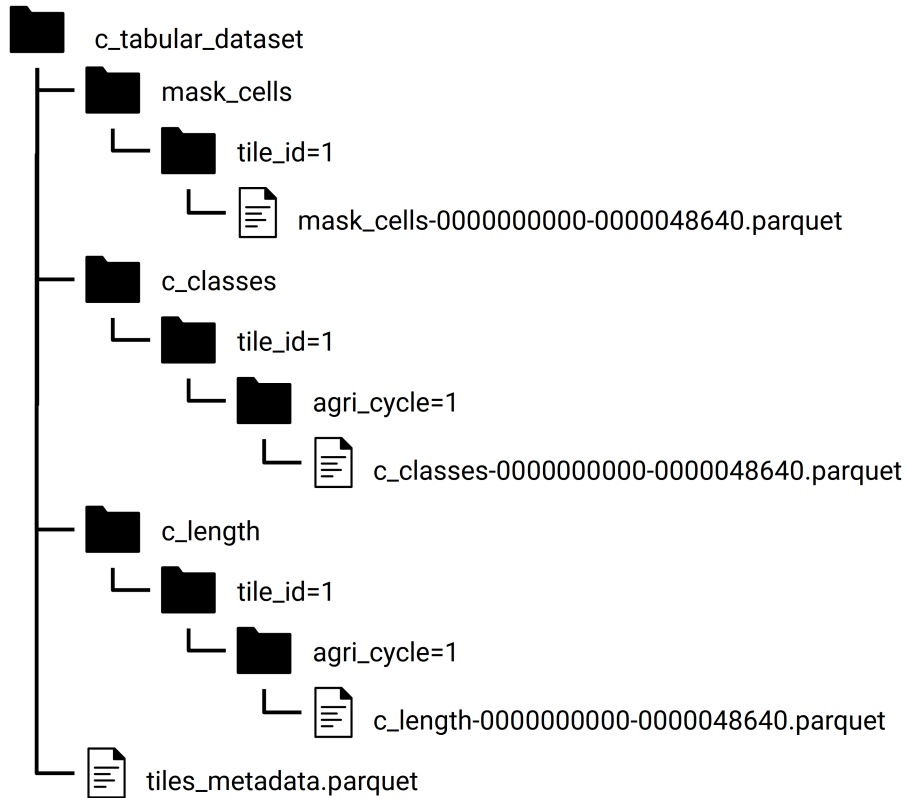 c_tabular_dataset
mask_cells
tile_id=1
mask_cells-0000000000-0000048640.parquet
c_classes
tile_id=1
agri_cycle=1
c_classes-0000000000-0000048640.parquet
c_length
tile_id=1
agri_cycle=1
c_length-0000000000-0000048640.parquet
tiles_metadata.parquet